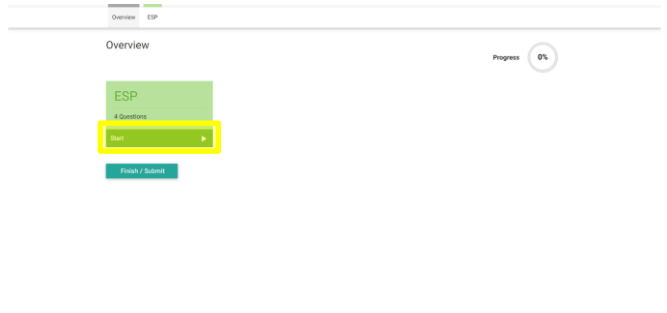 Overview ESP
Overview
Progress 0%
ESP
4 Questions
Start
Finish / Submit